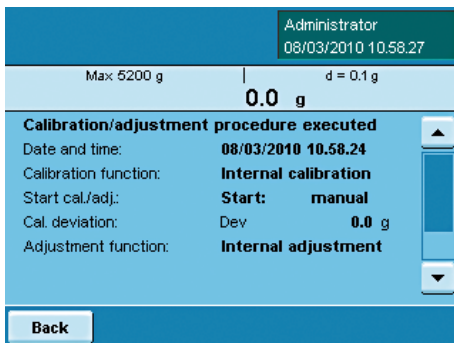 Administrator
08/03/2010 10.58.27
Max 5200 g d = 0.1 g
0.0 g
Calibration/adjustment procedure executed
Date and time: 08/03/2010 10.58.24
Calibration function: Internal calibration
Start cal./adj.: Start: manual
Cal. deviation: Dev 0.0 g
Adjustment function: Internal adjustment
Back